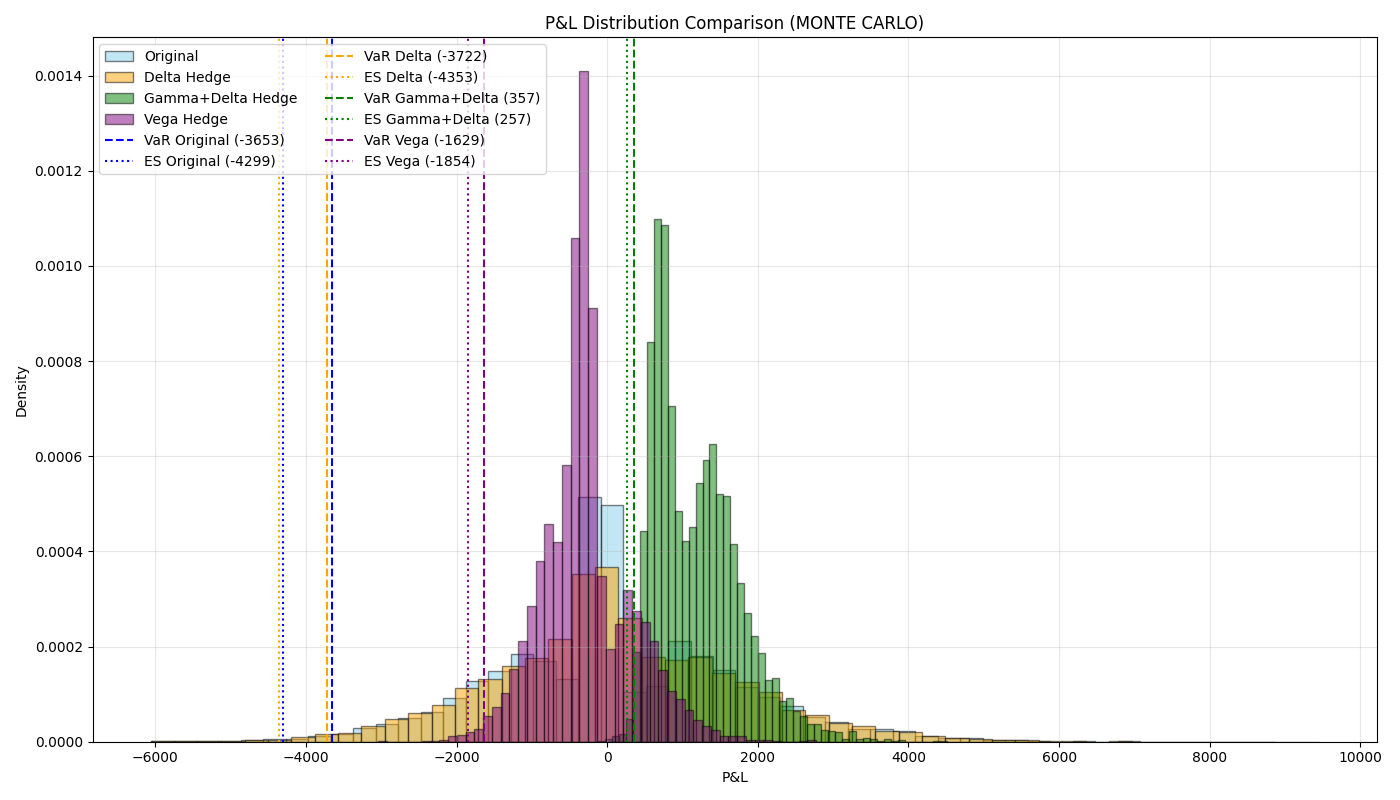 P&L Distribution Comparison (MONTE CARLO)
Original
Delta Hedge
Gamma+Delta Hedge
Vega Hedge
VaR Original (-3653)
ES Original (-4299)
VaR Delta (-3722)
ES Delta (-4353)
VaR Gamma+Delta (357)
ES Gamma+Delta (257)
VaR Vega (-1629)
ES Vega (-1854)
Density
0.0014
0.0012
0.0010
0.0008
0.0006
0.0004
0.0002
0.0000
−6000
−4000
−2000
0
2000
4000
6000
8000
10000
P&L